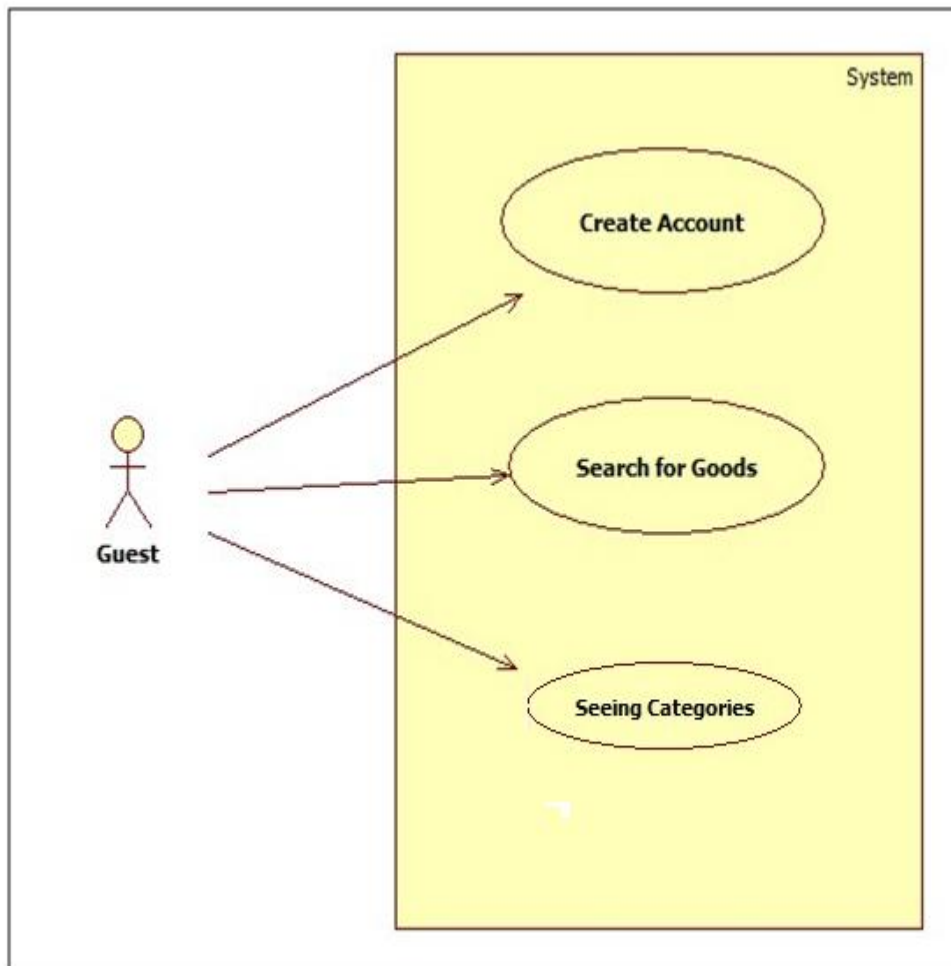 System
Create Account
Search for Goods
Guest
Seeing Categories